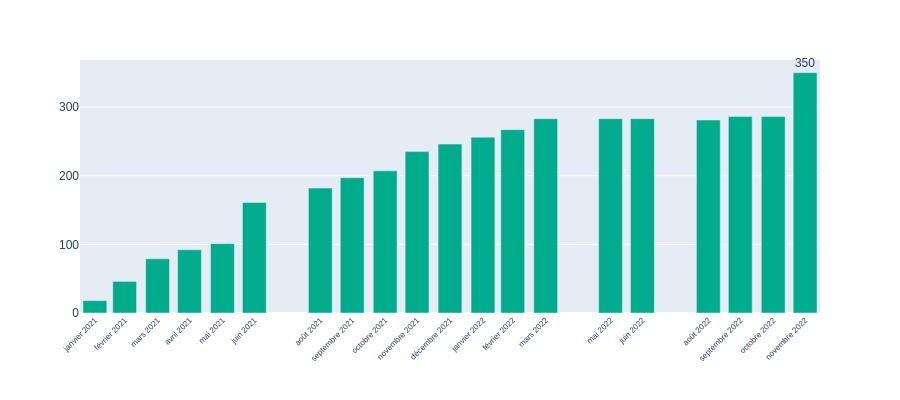 350
300
200
100
0
janvier 2021
février 2021
mars 2021
avril 2021
mai 2021
juin 2021
août 2021
septembre 2021
octobre 2021
novembre 2021
décembre 2021
janvier 2022
février 2022
mars 2022
mai 2022
juin 2022
août 2022
septembre 2022
octobre 2022
novembre 2022